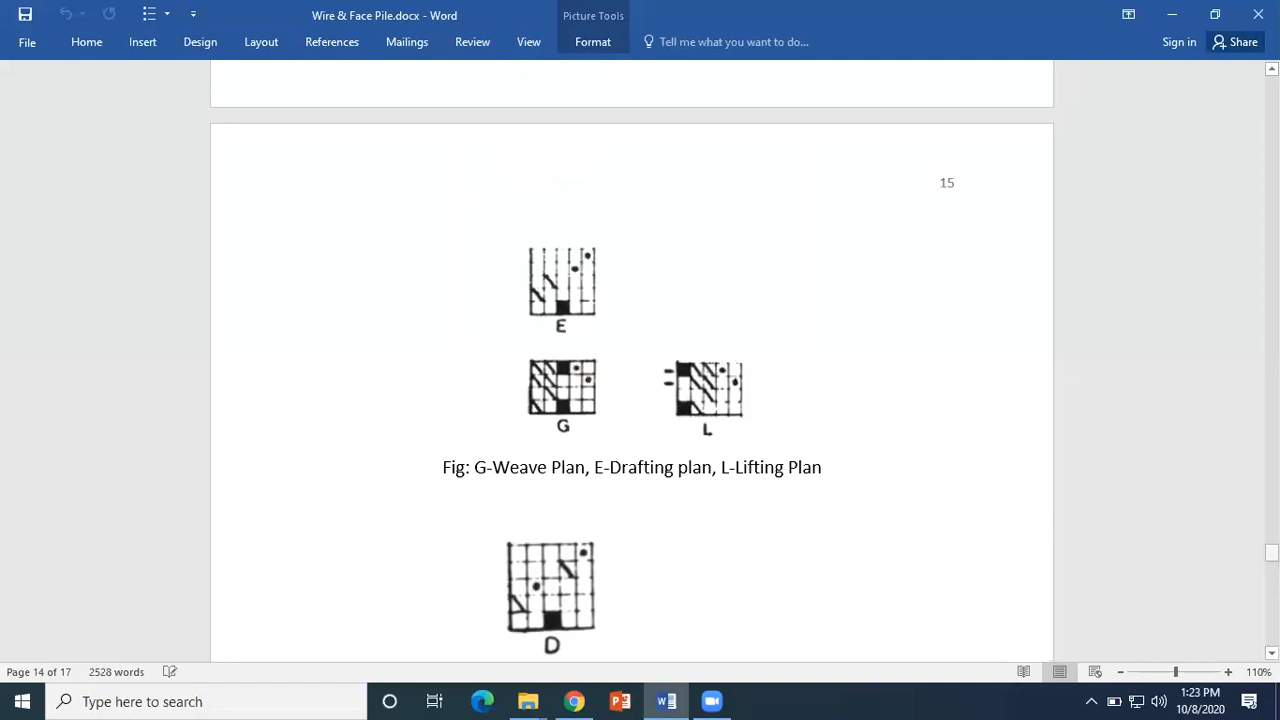 Wire & Face Pile.docx - Word
Picture Tools
File
Home
Insert
Design
Layout
References
Mailings
Review
View
Format
Tell me what you want to do...
Sign in
Share
15
E
G
L
Fig: G-Weave Plan, E-Drafting plan, L-Lifting Plan
D
Page 14 of 17
2528 words
110%
Type here to search
1:23 PM
10/8/2020